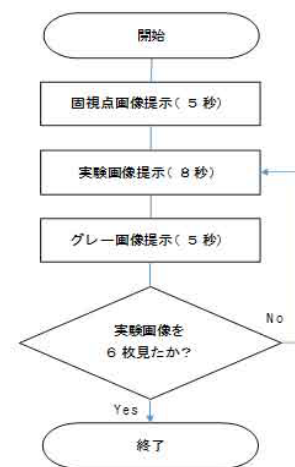 開始
固視点画像提示( 5 秒)
実験画像提示( 8 秒)
グレー画像提示( 5 秒)
実験画像を
6 枚見たか?
No
Yes
終了